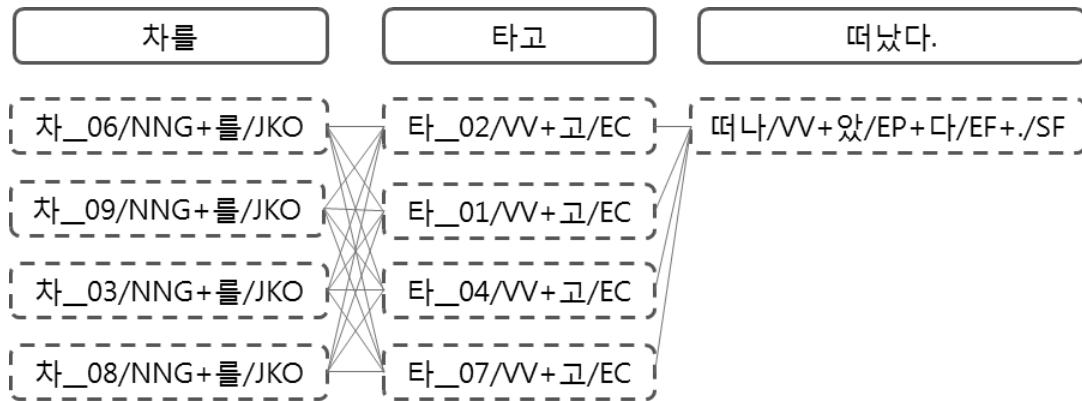 차를 타고 떠났다.
차__06/NNG+를/JKO 타__02/VV+고/EC 떠나/VV+았/EP+다/EF+./SF
차__09/NNG+를/JKO 타__01/VV+고/EC
차__03/NNG+를/JKO 타__04/VV+고/EC
차__08/NNG+를/JKO 타__07/VV+고/EC